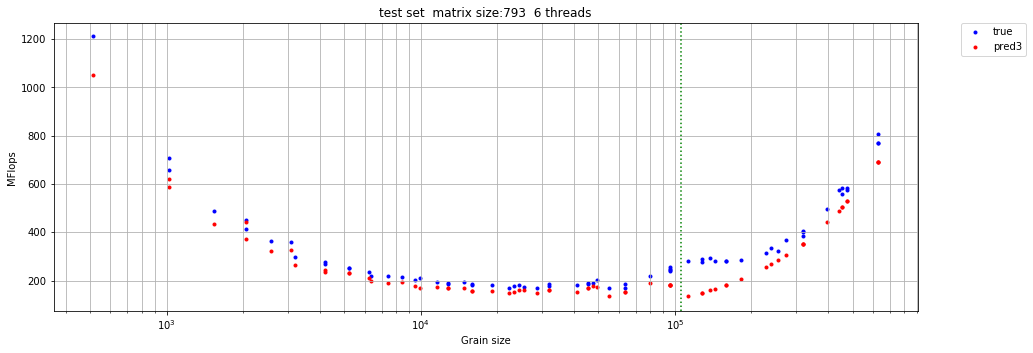 test set  matrix size:793  6 threads
true
pred3
MFlops
1200
1000
800
600
400
200
10³
10⁴
10⁵
Grain size